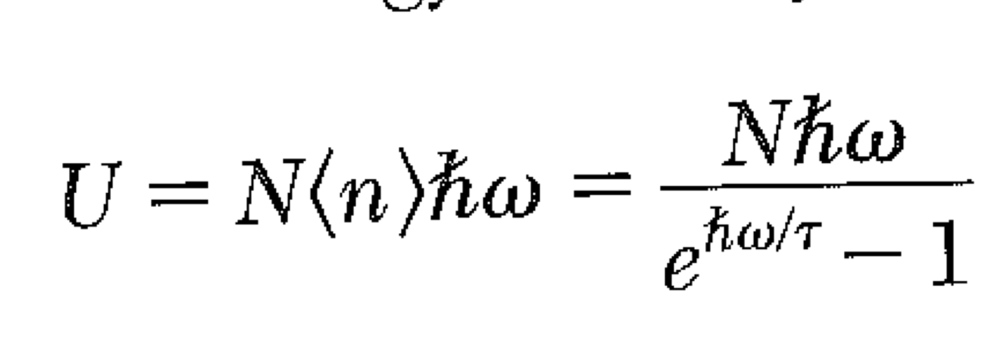 U = N⟨n⟩ℏω = Nℏω / (e^{ℏω/τ} − 1)